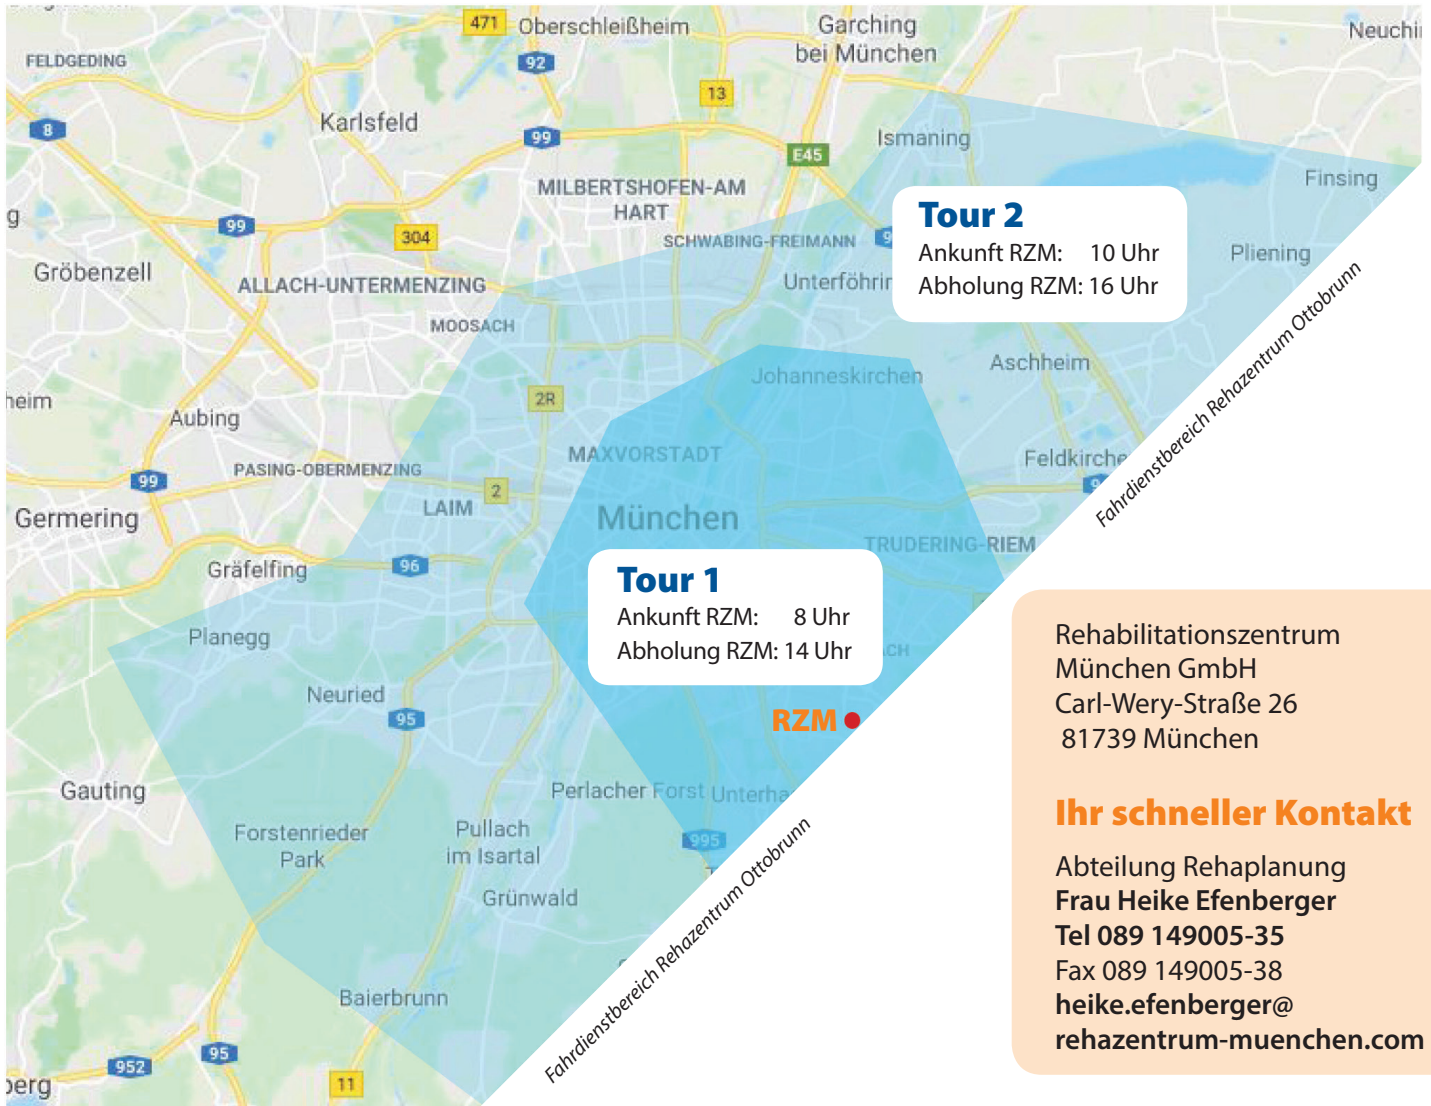 471
Oberschleißheim
Garching
bei München
Neuchi
FELDGEDING
92
13
8
Karlsfeld
99
E45
Ismaning
MILBERTSHOFEN-AM
HART
Finsing
g
99
304
SCHWABING-FREIMANN
9
Tour 2
Ankunft RZM: 10 Uhr
Abholung RZM: 16 Uhr
Pliening
Gröbenzell
ALLACH-UNTERMENZING
Unterföhrin
MOOSACH
Fahrdienstbereich Rehazentrum Ottobrunn
Johanneskirchen
Aschheim
heim
Aubing
2R
MAXVORSTADT
Feldkirche
PASING-OBERMENZING
99
2
9
LAIM
Germering
München
TRUDERING-RIEM
Gräfelfing
96
Tour 1
Ankunft RZM: 8 Uhr
Abholung RZM: 14 Uhr
ACH
Planegg
Neuried
95
RZM
Gauting
Perlacher Forst
Unterha
Forstenrieder
Park
Pullach
im Isartal
995
Grünwald
Fahrdienstbereich Rehazentrum Ottobrunn
Baierbrunn
95
952
11
berg
Rehabilitationszentrum
München GmbH
Carl-Wery-Straße 26
81739 München
Ihr schneller Kontakt
Abteilung Rehaplanung
Frau Heike Efenberger
Tel 089 149005-35
Fax 089 149005-38
heike.efenberger@
rehazentrum-muenchen.com